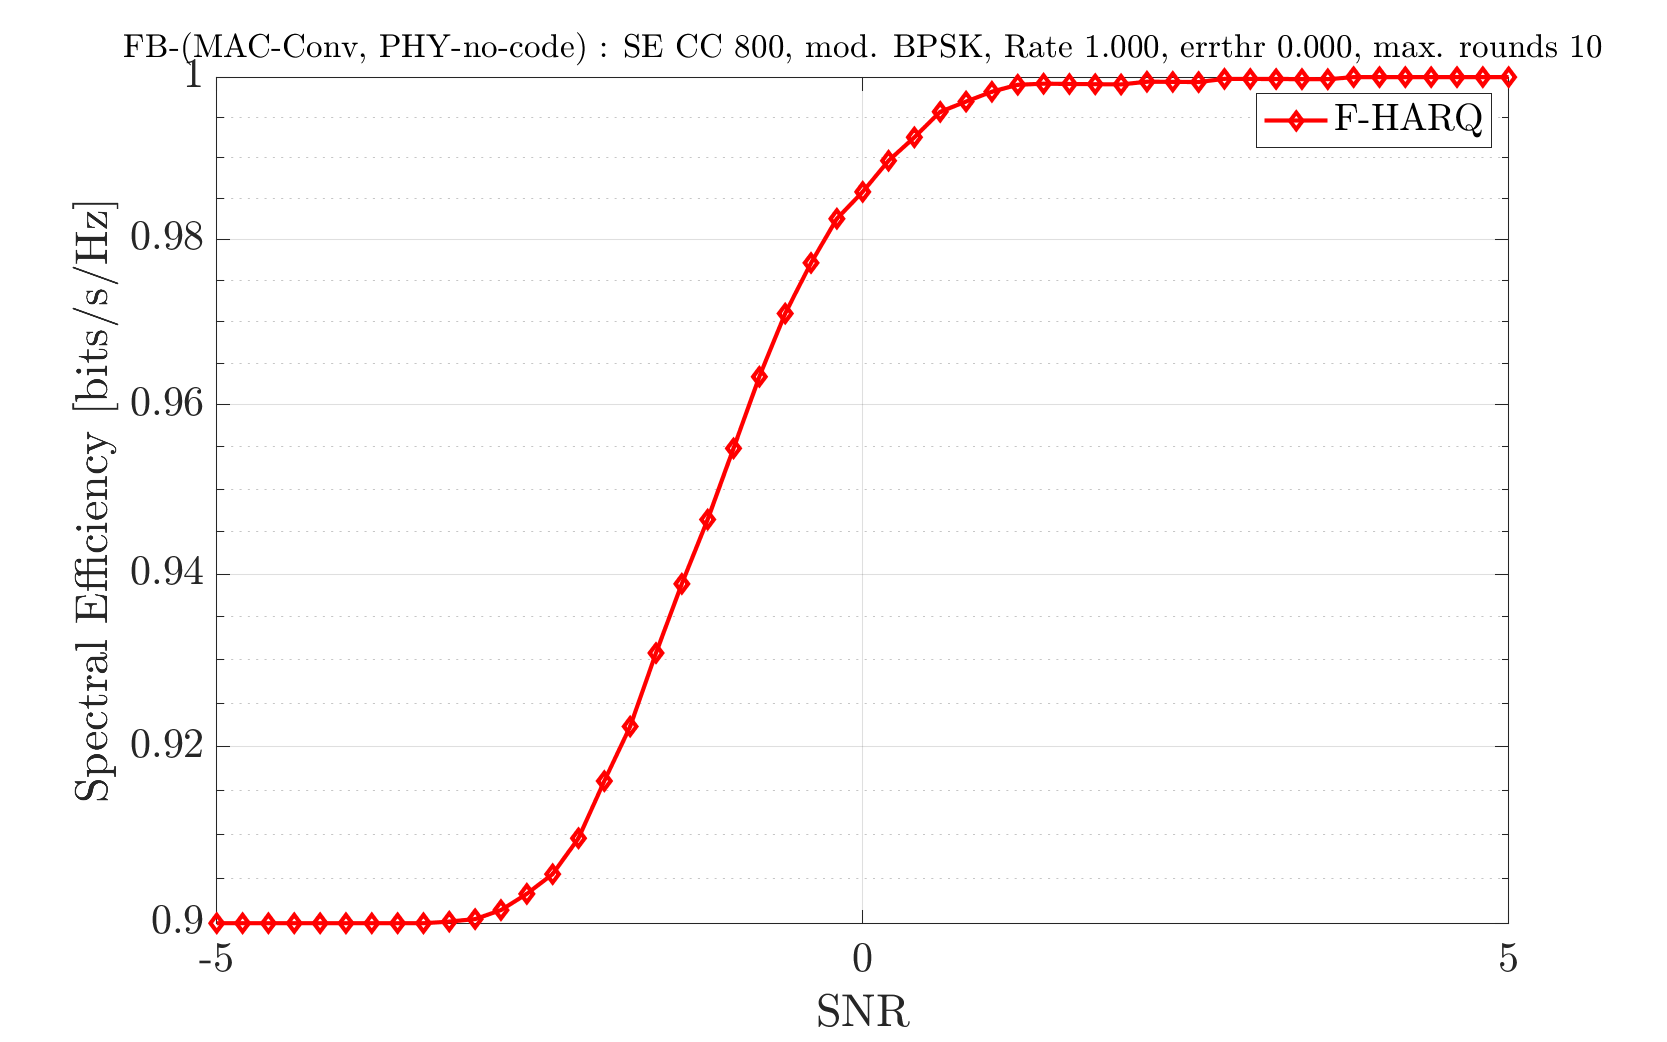 FB-(MAC-Conv, PHY-no-code) : SE CC 800, mod. BPSK, Rate 1.000, errthr 0.000, max. rounds 10
1
F-HARQ
0.98
0.96
0.94
0.92
0.9
Spectral Efficiency [bits/s/Hz]
-5
0
5
SNR